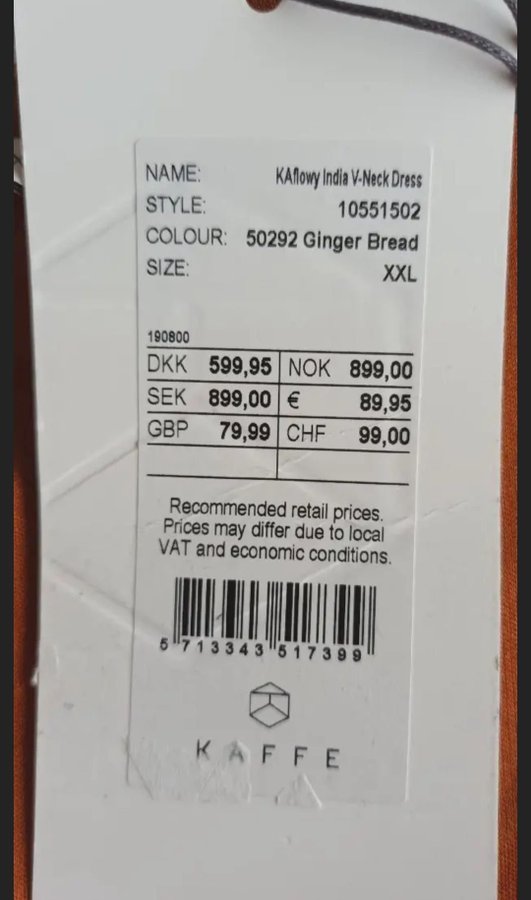 NAME: KAflowy India V-Neck Dress
STYLE: 10551502
COLOUR: 50292 Ginger Bread
SIZE: XXL
190800
DKK 599,95 NOK 899,00
SEK 899,00 € 89,95
GBP 79,99 CHF 99,00
Recommended retail prices.
Prices may differ due to local
VAT and economic conditions.
5 713343 517399
KAFFE